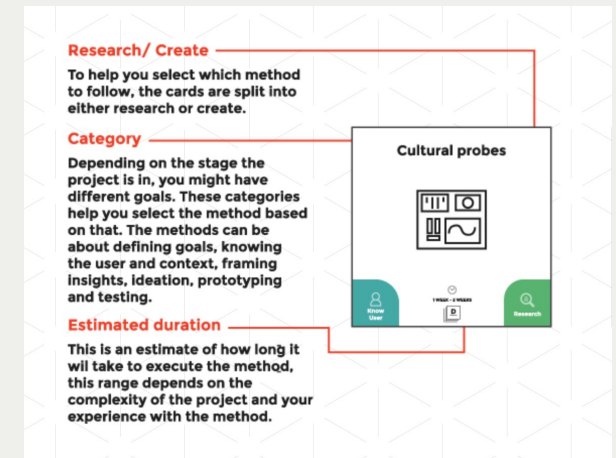 Research/ Create
To help you select which method
to follow, the cards are split into
either research or create.
Category
Depending on the stage the
project is in, you might have
different goals. These categories
help you select the method based
on that. The methods can be
about defining goals, knowing
the user and context, framing
insights, ideation, prototyping
and testing.
Estimated duration
This is an estimate of how long it
wil take to execute the method,
this range depends on the
complexity of the project and your
experience with the method.
Cultural probes
1 WEEK - 2 WEEKS
D
Know
User
Research